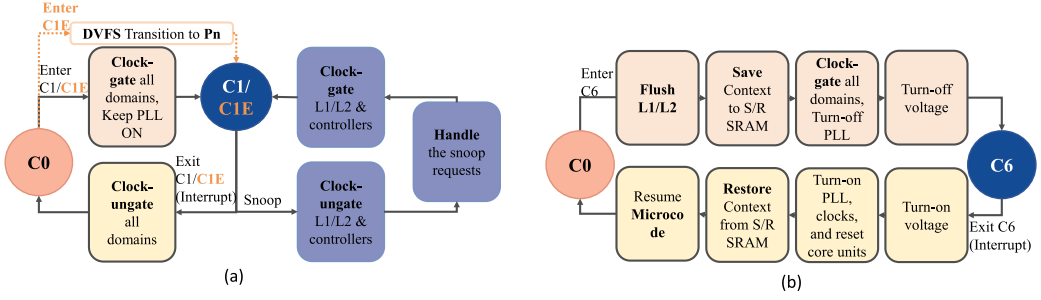 Enter
C1E
DVFS Transition to Pn
Enter
C1/C1E
Clock-
gate all
domains,
Keep PLL
ON
C1/
C1E
Clock-
gate
L1/L2 &
controllers
Handle
the snoop
requests
C0
Clock-
ungate
all
domains
Exit
C1/C1E
(Interrupt)
Snoop
Clock-
ungate
L1/L2 &
controllers
(a)
Enter
C6
Flush
L1/L2
Save
Context
to S/R
SRAM
Clock-
gate all
domains,
Turn-off
PLL
Turn-off
voltage
C0
C6
Resume
Microco
de
Restore
Context
from S/R
SRAM
Turn-on
PLL,
clocks,
and reset
core units
Turn-on
voltage
Exit C6
(Interrupt)
(b)